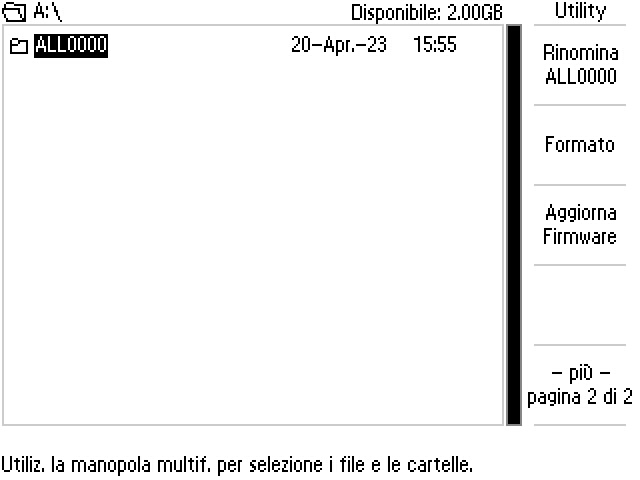 A:\ Disponibile: 2.00GB
Utility
ALL0000 20-Apr.-23 15:55
Rinomina
ALL0000
Formato
Aggiorna
Firmware
- più -
pagina 2 di 2
Utiliz. la manopola multif. per selezione i file e le cartelle.